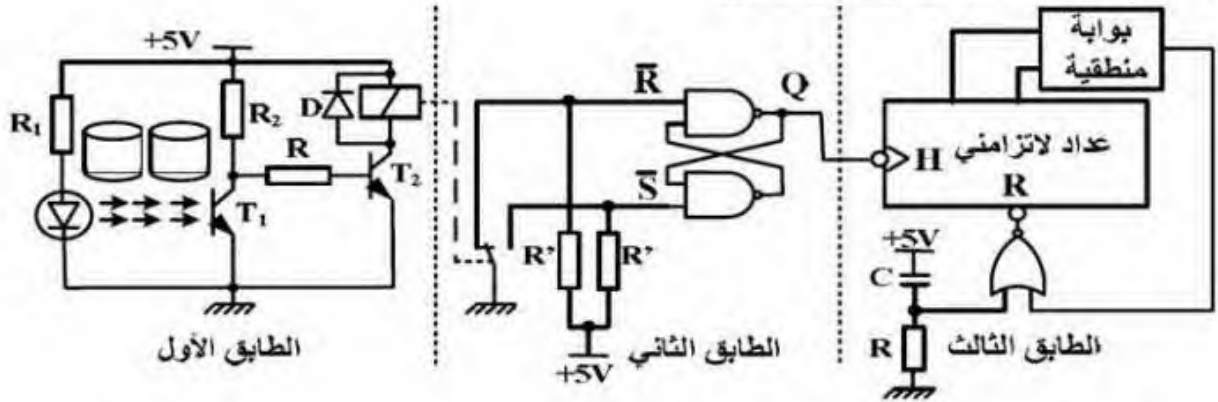 +5V
R₁
R₂
D
R
T₁
T₂
الطابق الأول
R̅
S̅
Q
R'
R'
+5V
الطابق الثاني
بوابة
منطقية
عداد لاتزامني
H
R
+5V
C
R
الطابق الثالث